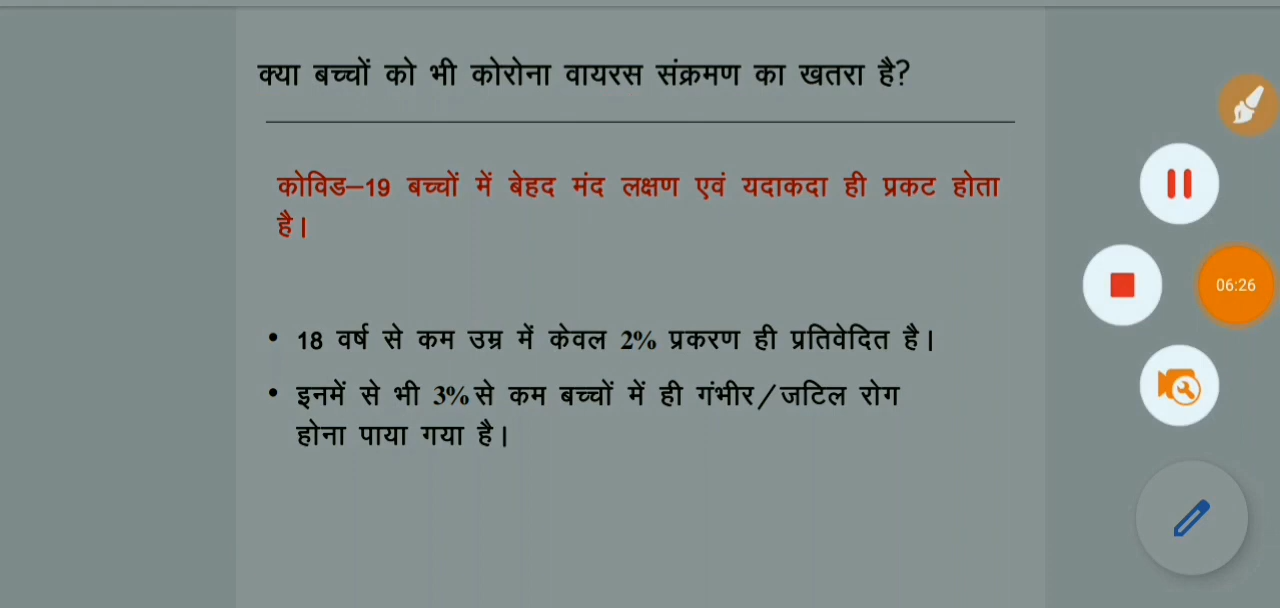 क्या बच्चों को भी कोरोना वायरस संक्रमण का खतरा है?
कोविड–19 बच्चों में बेहद मंद लक्षण एवं यदाकदा ही प्रकट होता
है।
• 18 वर्ष से कम उम्र में केवल 2% प्रकरण ही प्रतिवेदित है।
• इनमें से भी 3% से कम बच्चों में ही गंभीर/जटिल रोग
होना पाया गया है।
06:26